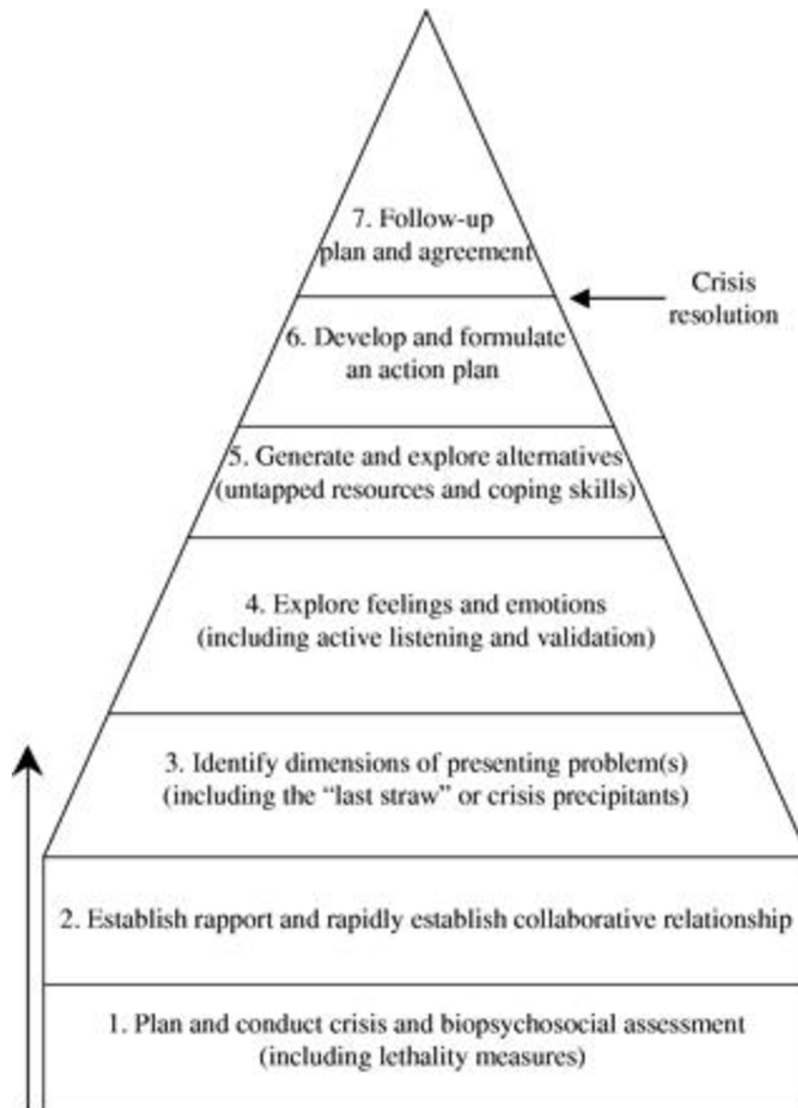 7. Follow-up
plan and agreement
Crisis
resolution
6. Develop and formulate
an action plan
5. Generate and explore alternatives
(untapped resources and coping skills)
4. Explore feelings and emotions
(including active listening and validation)
3. Identify dimensions of presenting problem(s)
(including the “last straw” or crisis precipitants)
2. Establish rapport and rapidly establish collaborative relationship
1. Plan and conduct crisis and biopsychosocial assessment
(including lethality measures)